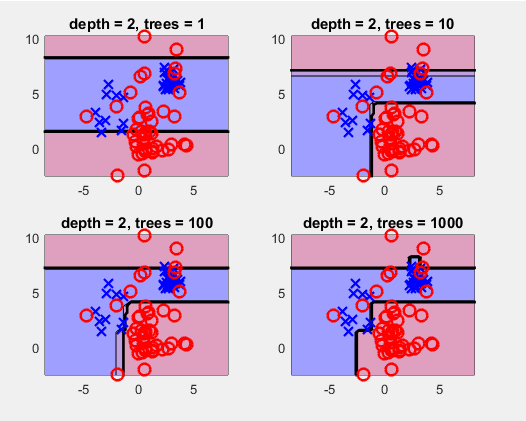 depth = 2, trees = 1
10
5
0
-5 0 5
depth = 2, trees = 10
10
5
0
-5 0 5
depth = 2, trees = 100
10
5
0
-5 0 5
depth = 2, trees = 1000
10
5
0
-5 0 5